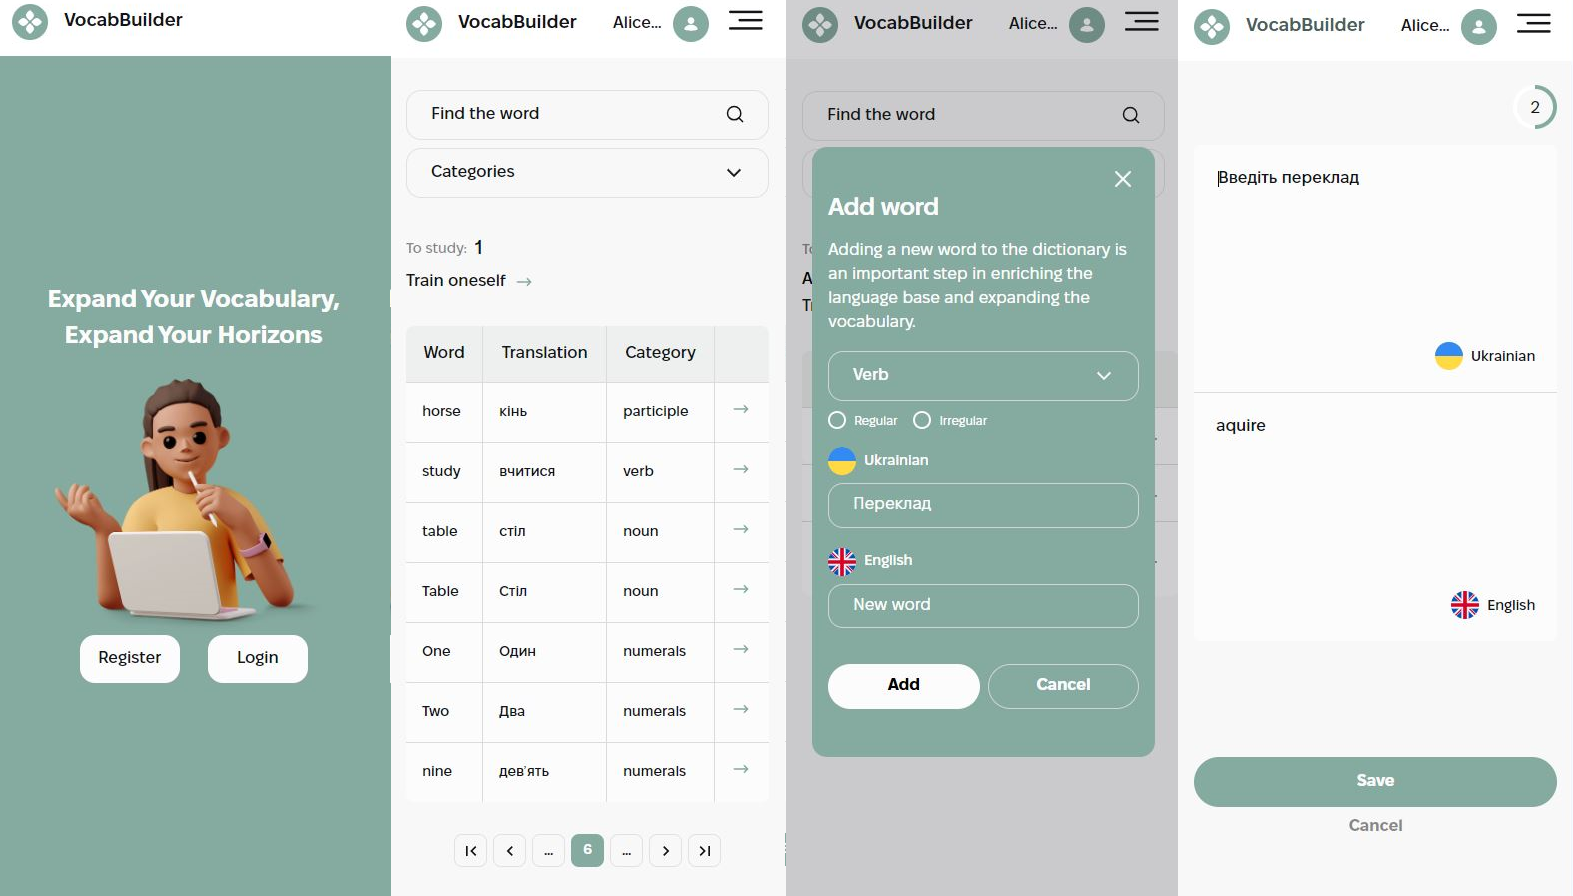 VocabBuilder
Expand Your Vocabulary,
Expand Your Horizons
Register Login
VocabBuilder Alice...
Find the word
Categories
To study: 1
Train oneself →
Word Translation Category
horse кінь participle →
study вчитися verb →
table стіл noun →
Table Стіл noun →
One Один numerals →
Two Два numerals →
nine дев'ять numerals →
... 6 ...
VocabBuilder Alice...
Find the word
Add word
Adding a new word to the dictionary is
an important step in enriching the
language base and expanding the
vocabulary.
Verb
Regular Irregular
Ukrainian
Переклад
English
New word
Add Cancel
VocabBuilder Alice...
2
Введіть переклад
Ukrainian
aquire
English
Save
Cancel